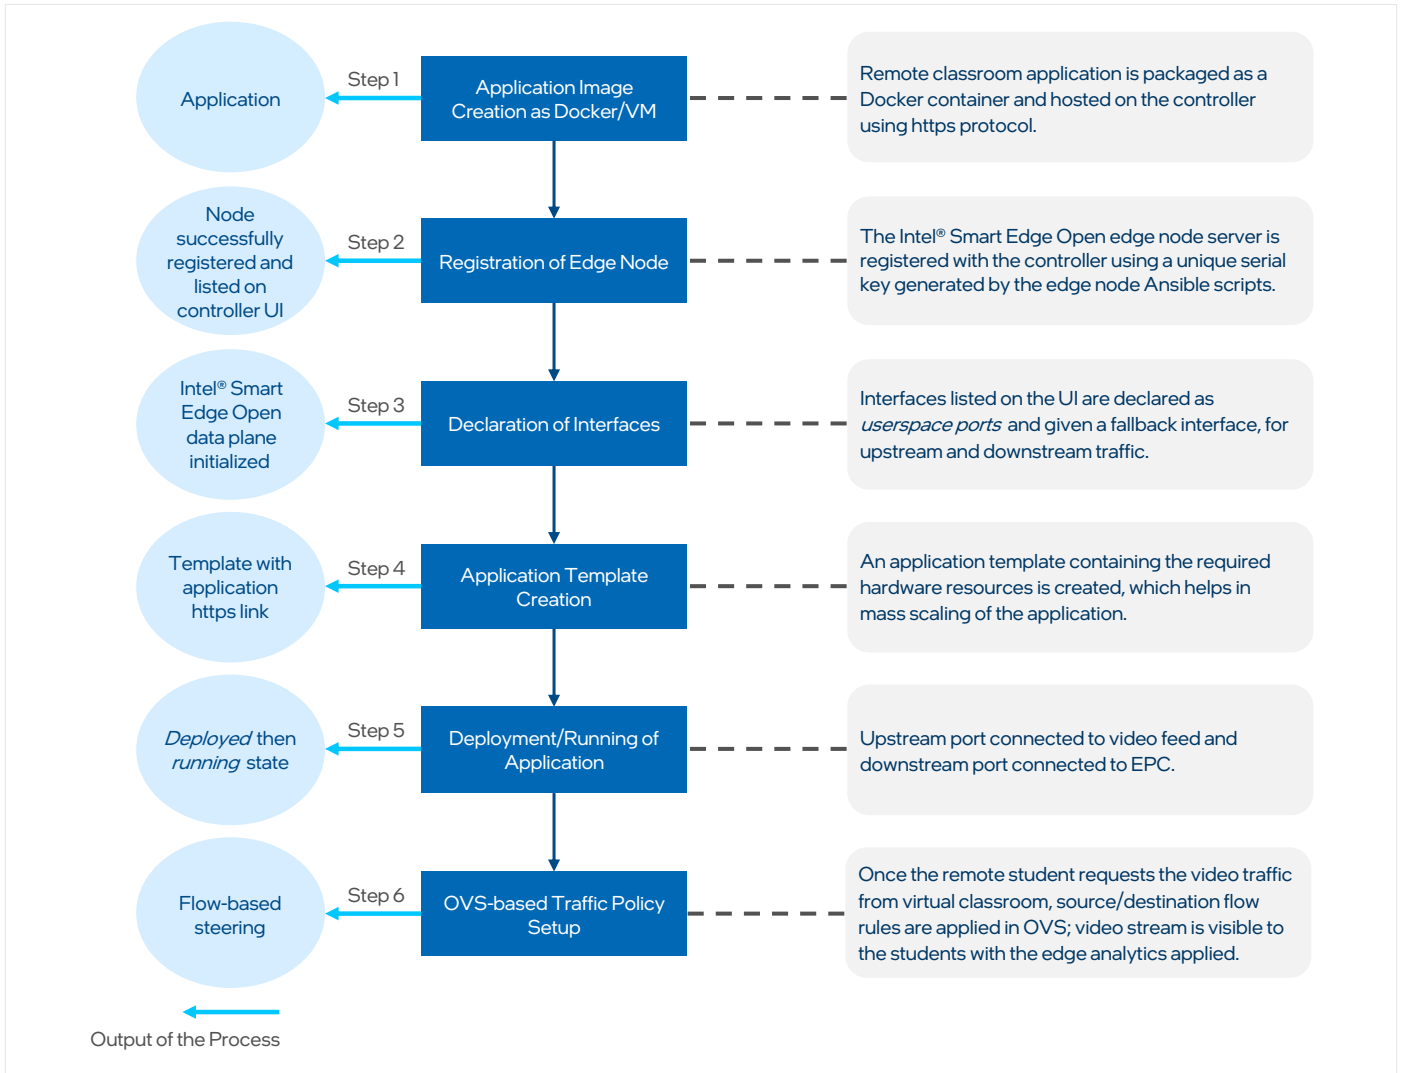 Application
Step 1
Application Image
Creation as Docker/VM
Remote classroom application is packaged as a
Docker container and hosted on the controller
using https protocol.
Node
successfully
registered and
listed on
controller UI
Step 2
Registration of Edge Node
The Intel® Smart Edge Open edge node server is
registered with the controller using a unique serial
key generated by the edge node Ansible scripts.
Intel® Smart
Edge Open
data plane
initialized
Step 3
Declaration of Interfaces
Interfaces listed on the UI are declared as
userspace ports and given a fallback interface, for
upstream and downstream traffic.
Template with
application
https link
Step 4
Application Template
Creation
An application template containing the required
hardware resources is created, which helps in
mass scaling of the application.
Deployed then
running state
Step 5
Deployment/Running of
Application
Upstream port connected to video feed and
downstream port connected to EPC.
Flow-based
steering
Step 6
OVS-based Traffic Policy
Setup
Once the remote student requests the video traffic
from virtual classroom, source/destination flow
rules are applied in OVS; video stream is visible to
the students with the edge analytics applied.
Output of the Process